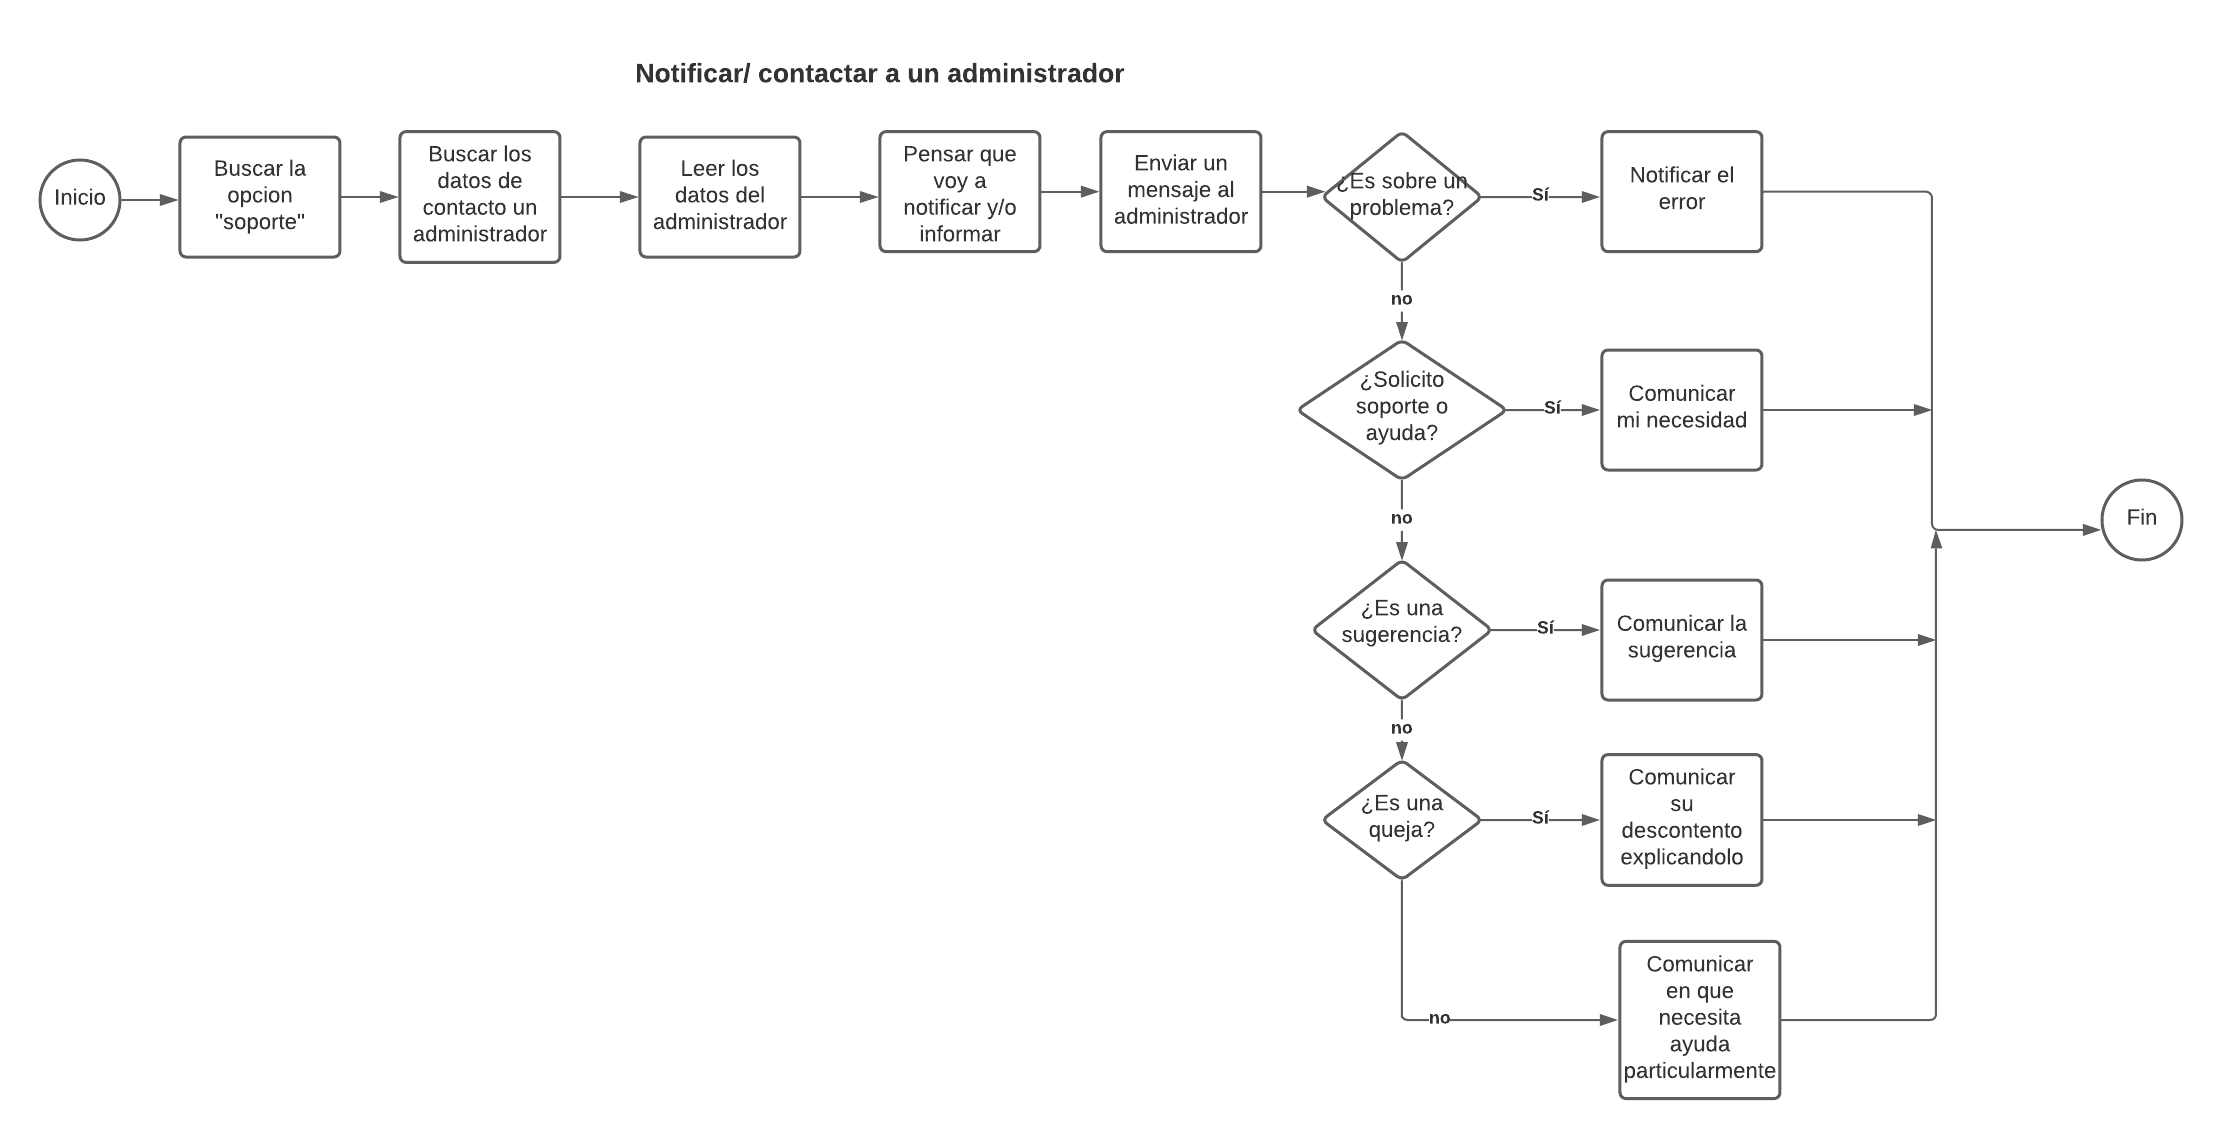 Notificar/ contactar a un administrador
Inicio
Buscar la
opcion
"soporte"
Buscar los
datos de
contacto un
administrador
Leer los
datos del
administrador
Pensar que
voy a
notificar y/o
informar
Enviar un
mensaje al
administrador
¿Es sobre un
problema?
Sí
Notificar el
error
no
¿Solicito
soporte o
ayuda?
Sí
Comunicar
mi necesidad
no
Fin
¿Es una
sugerencia?
Sí
Comunicar la
sugerencia
no
¿Es una
queja?
Sí
Comunicar
su
descontento
explicandolo
no
Comunicar
en que
necesita
ayuda
particularmente